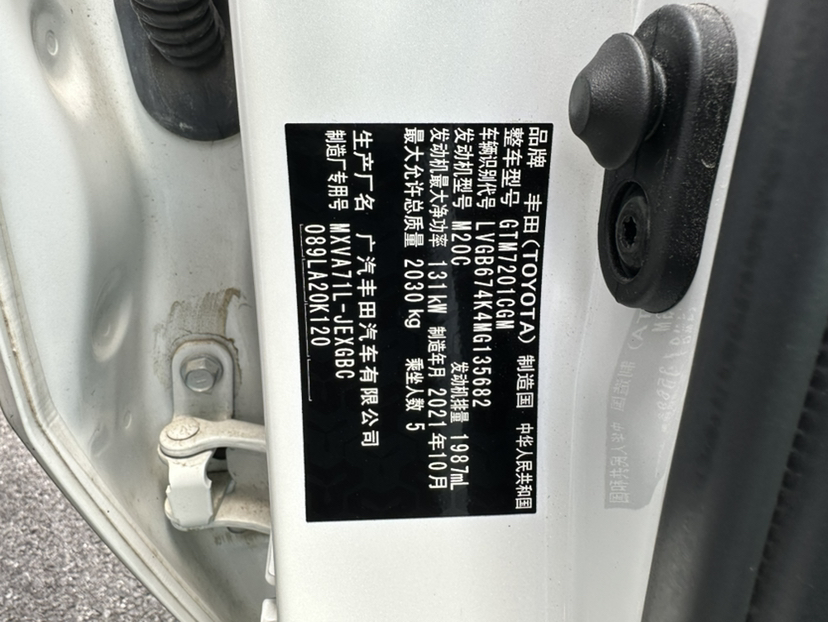 品牌 丰田(TOYOTA) 制造国 中华人民共和国
整车型号 GTM7201CGM
车辆识别代号 LVGB674K4MG135682
发动机型号 M20C 发动机排量 1987mL
发动机最大净功率 131kW 制造年月 2021年10月
最大允许总质量 2030kg 乘坐人数 5
生产厂名 广汽丰田汽车有限公司
制造厂专用号 MXVA71L-JEXGBC
089LA20K120